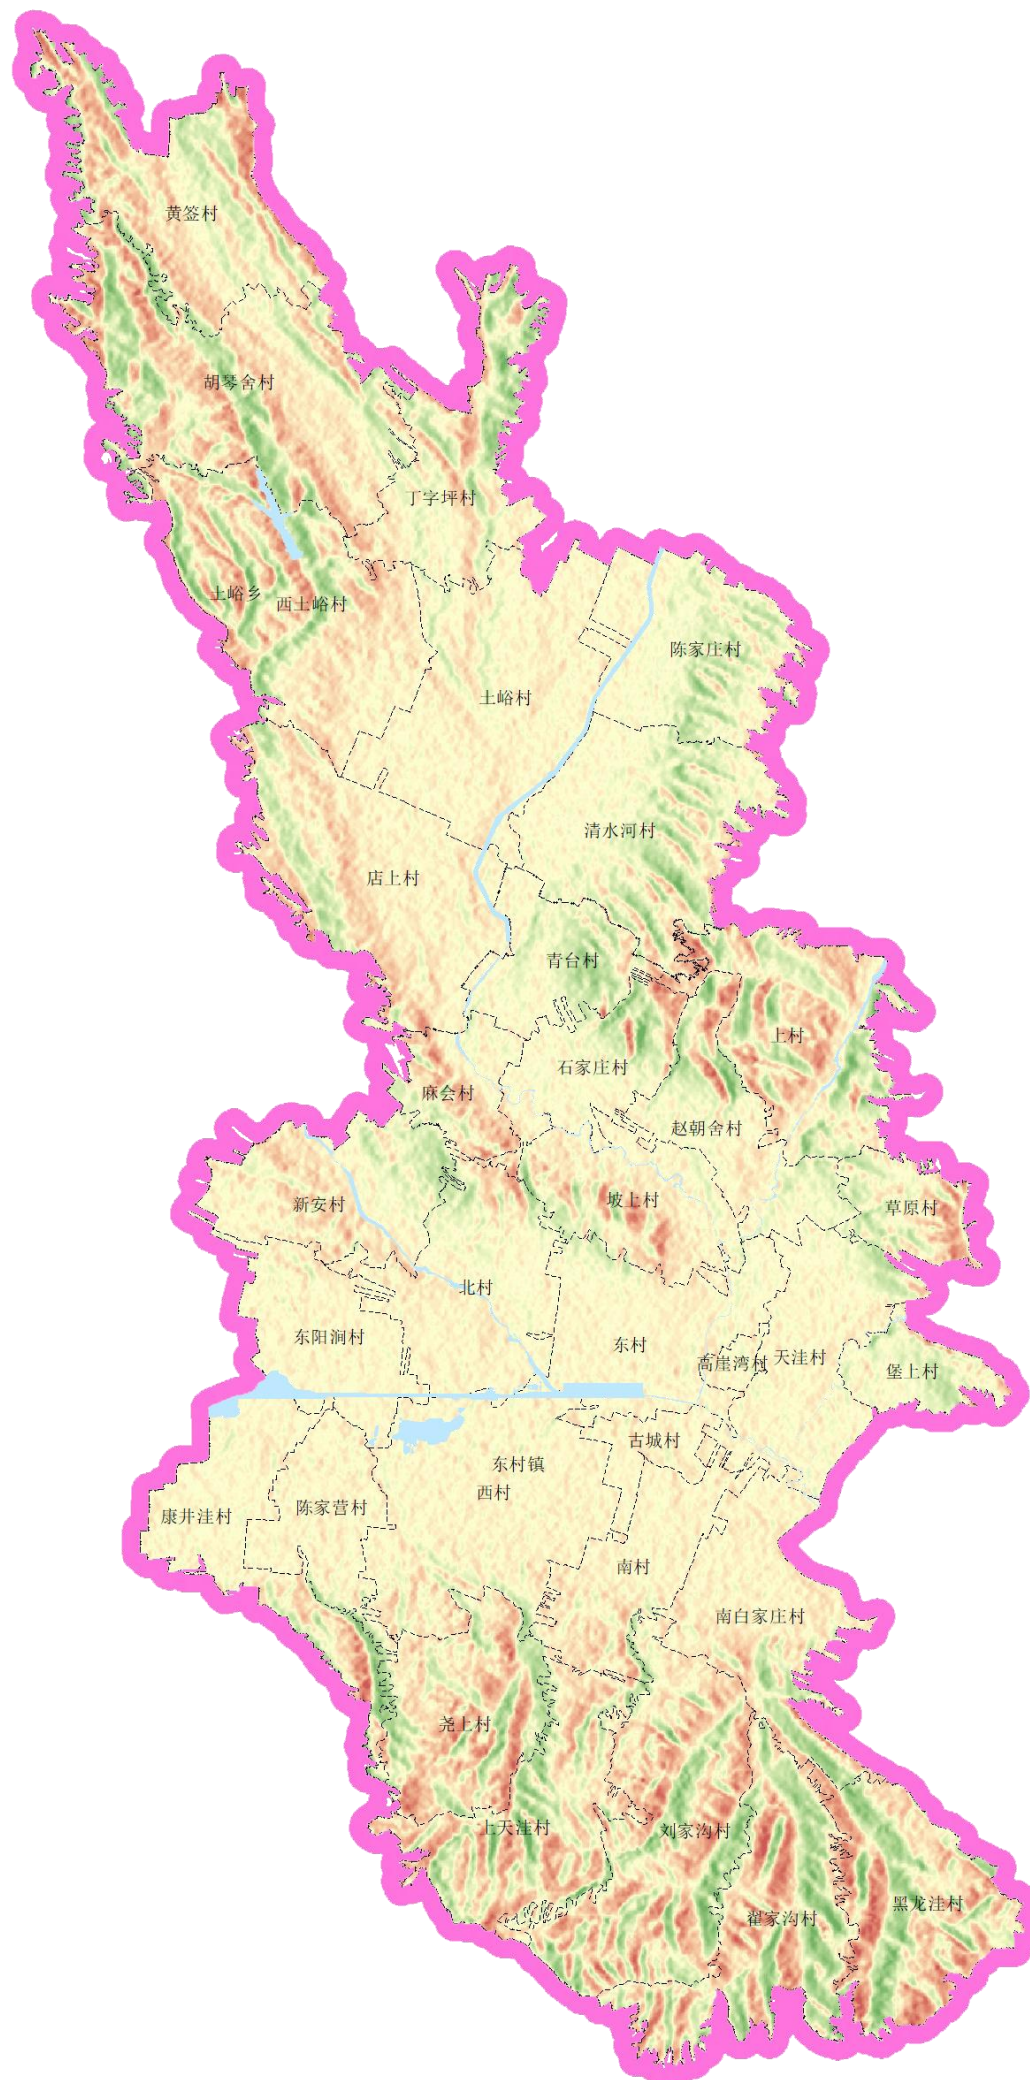 黄签村
胡琴舍村
丁字坪村
土峪乡
西土峪村
陈家庄村
土峪村
清水河村
店上村
青台村
上村
石家庄村
麻会村
赵朝舍村
坡上村
新安村
草原村
北村
东阳涧村
东村
高崖湾村
天洼村
堡上村
古城村
东村镇
西村
陈家营村
康井洼村
南村
南白家庄村
尧上村
上天洼村
刘家沟村
翟家沟村
黑龙洼村